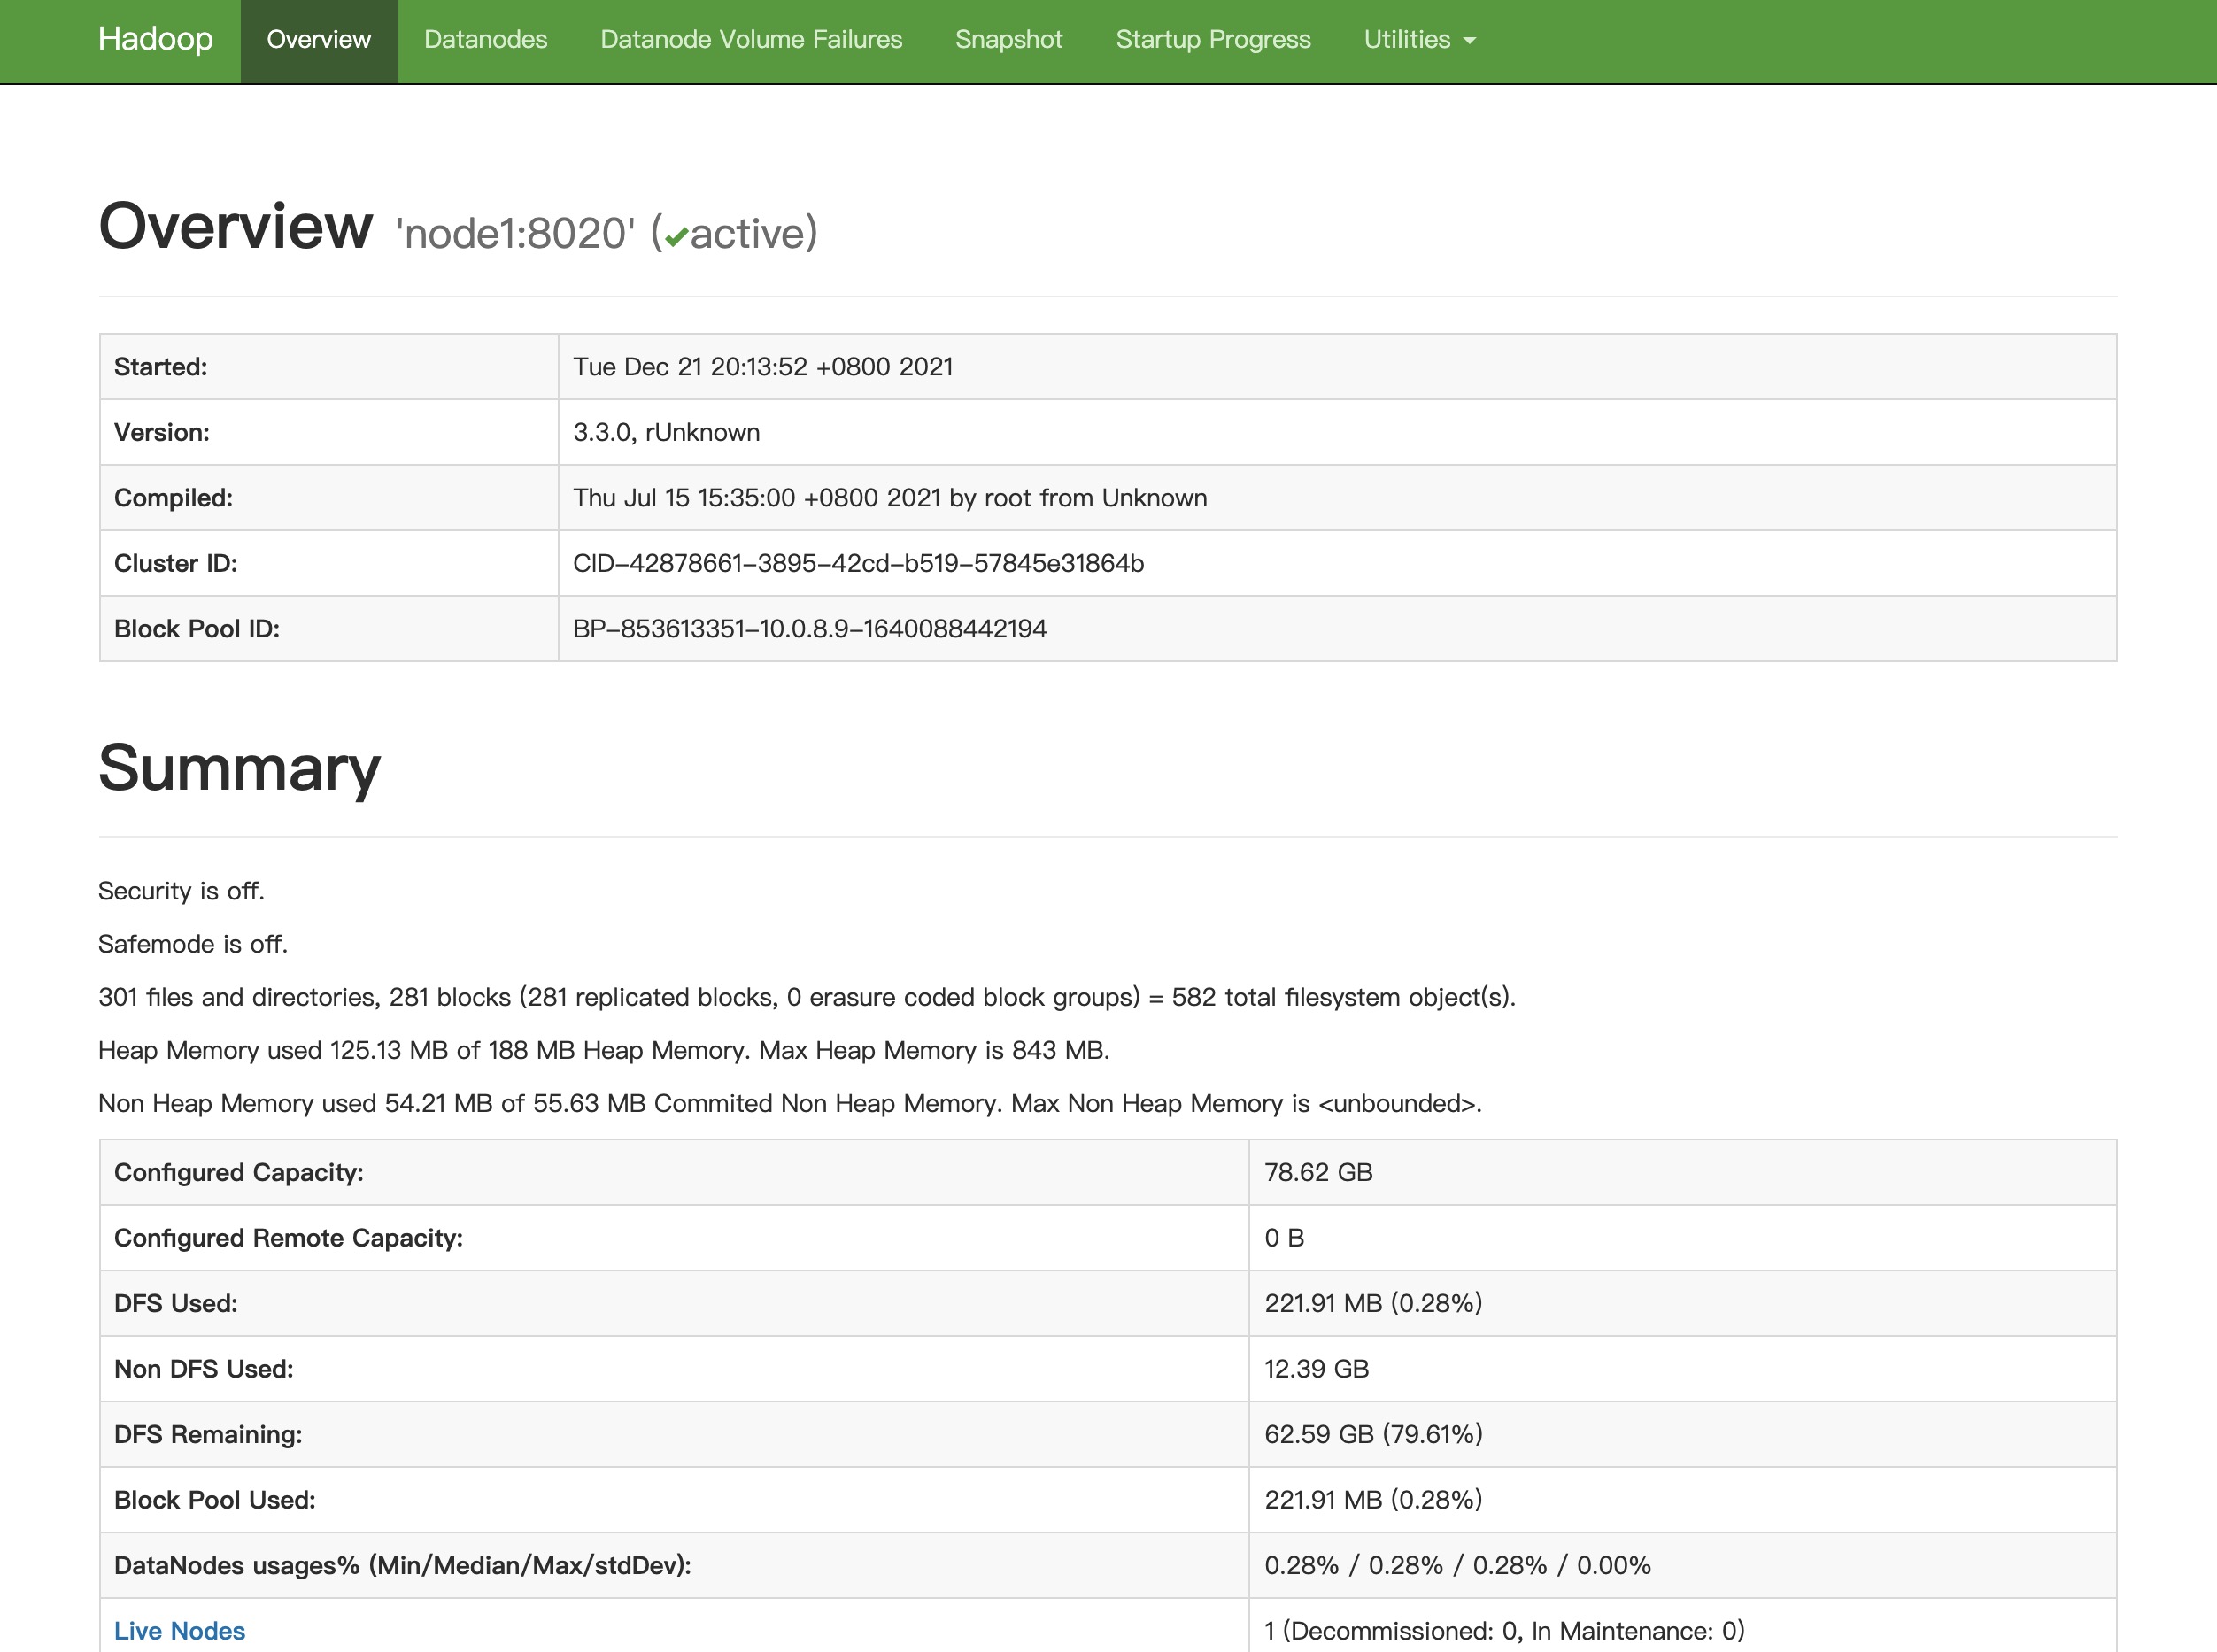 Hadoop Overview Datanodes Datanode Volume Failures Snapshot Startup Progress Utilities
Overview 'node1:8020' (✔active)
Started: Tue Dec 21 20:13:52 +0800 2021
Version: 3.3.0, rUnknown
Compiled: Thu Jul 15 15:35:00 +0800 2021 by root from Unknown
Cluster ID: CID-42878661-3895-42cd-b519-57845e31864b
Block Pool ID: BP-853613351-10.0.8.9-1640088442194
Summary
Security is off.
Safemode is off.
301 files and directories, 281 blocks (281 replicated blocks, 0 erasure coded block groups) = 582 total filesystem object(s).
Heap Memory used 125.13 MB of 188 MB Heap Memory. Max Heap Memory is 843 MB.
Non Heap Memory used 54.21 MB of 55.63 MB Commited Non Heap Memory. Max Non Heap Memory is <unbounded>.
Configured Capacity: 78.62 GB
Configured Remote Capacity: 0 B
DFS Used: 221.91 MB (0.28%)
Non DFS Used: 12.39 GB
DFS Remaining: 62.59 GB (79.61%)
Block Pool Used: 221.91 MB (0.28%)
DataNodes usages% (Min/Median/Max/stdDev): 0.28% / 0.28% / 0.28% / 0.00%
Live Nodes 1 (Decommissioned: 0, In Maintenance: 0)